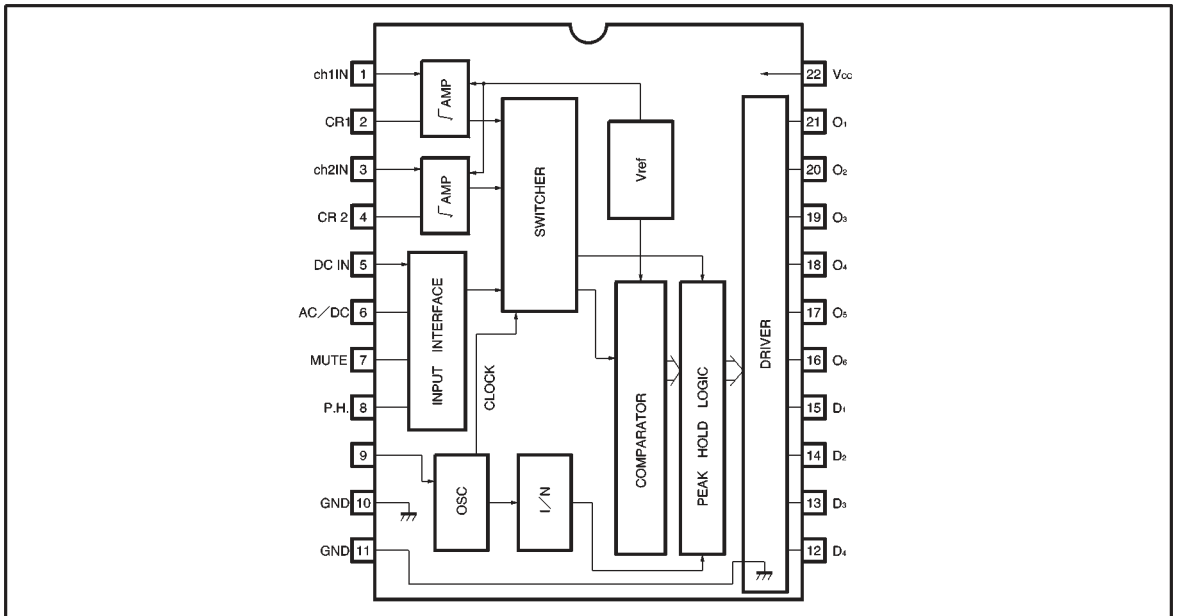 ch1IN 1
CR1 2
ch2IN 3
CR 2 4
DC IN 5
AC/DC 6
MUTE 7
P.H. 8
9
GND 10
GND 11
√AMP
√AMP
INPUT INTERFACE
SWITCHER
CLOCK
OSC
I/N
Vref
COMPARATOR
PEAK HOLD LOGIC
DRIVER
22 Vcc
21 O1
20 O2
19 O3
18 O4
17 O5
16 O6
15 D1
14 D2
13 D3
12 D4